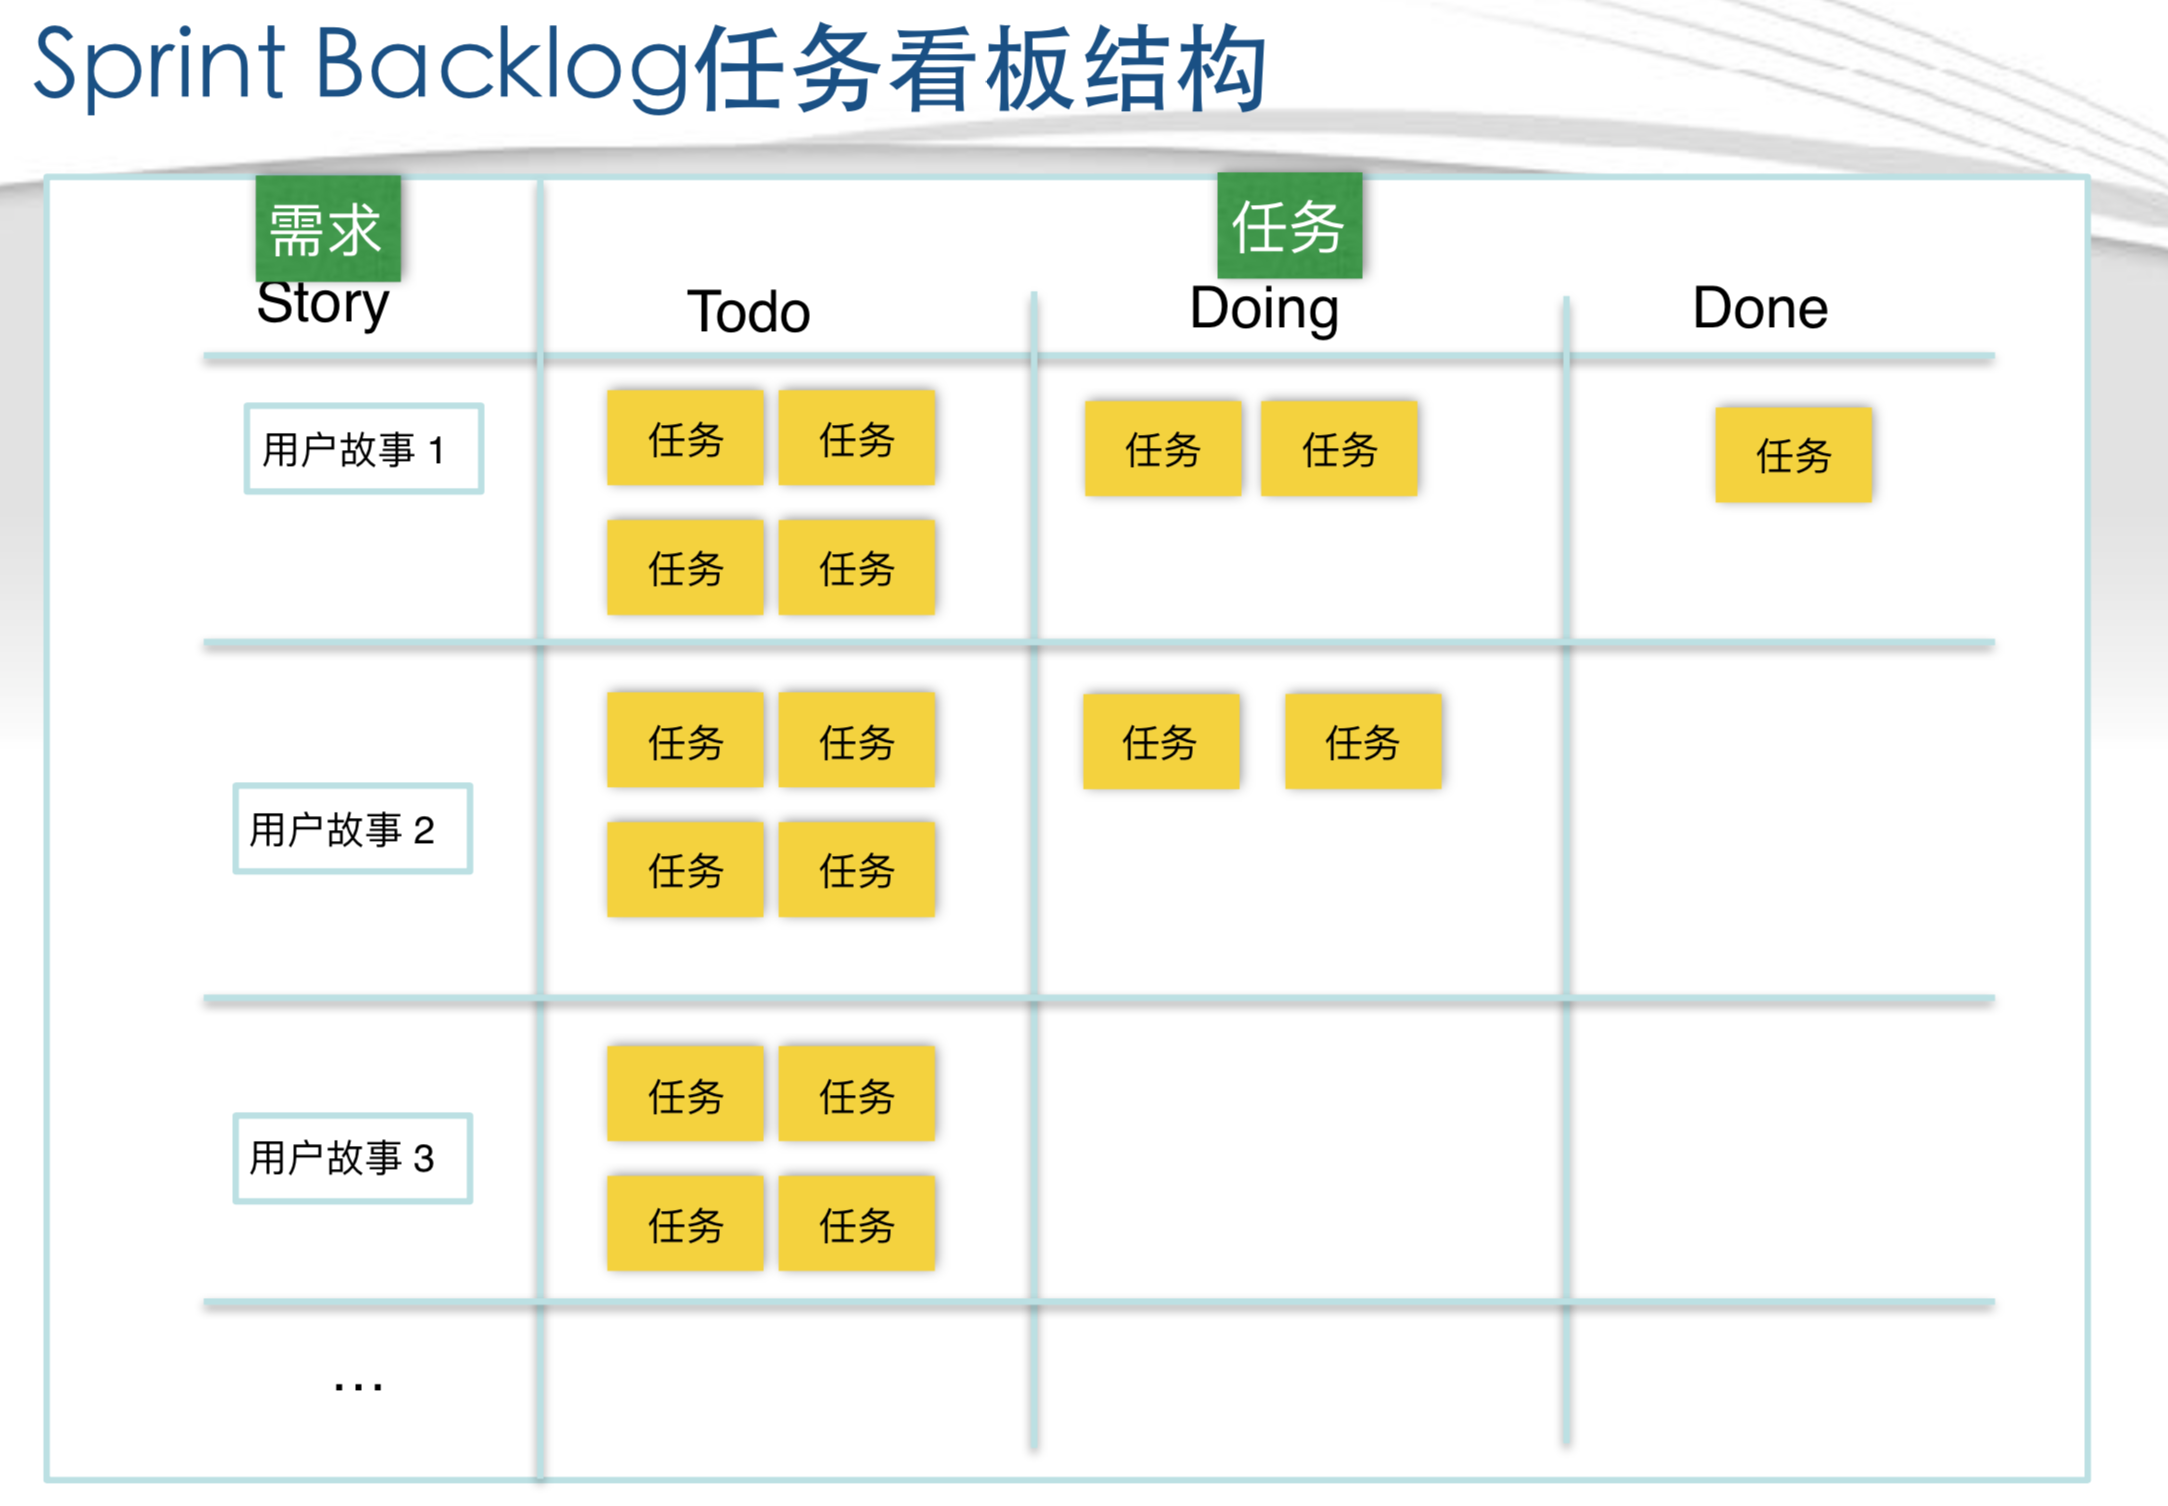 Sprint Backlog任务看板结构
需求
任务
Story
Todo
Doing
Done
用户故事 1
任务
任务
任务
任务
任务
任务
任务
用户故事 2
任务
任务
任务
任务
任务
任务
用户故事 3
任务
任务
任务
任务
...